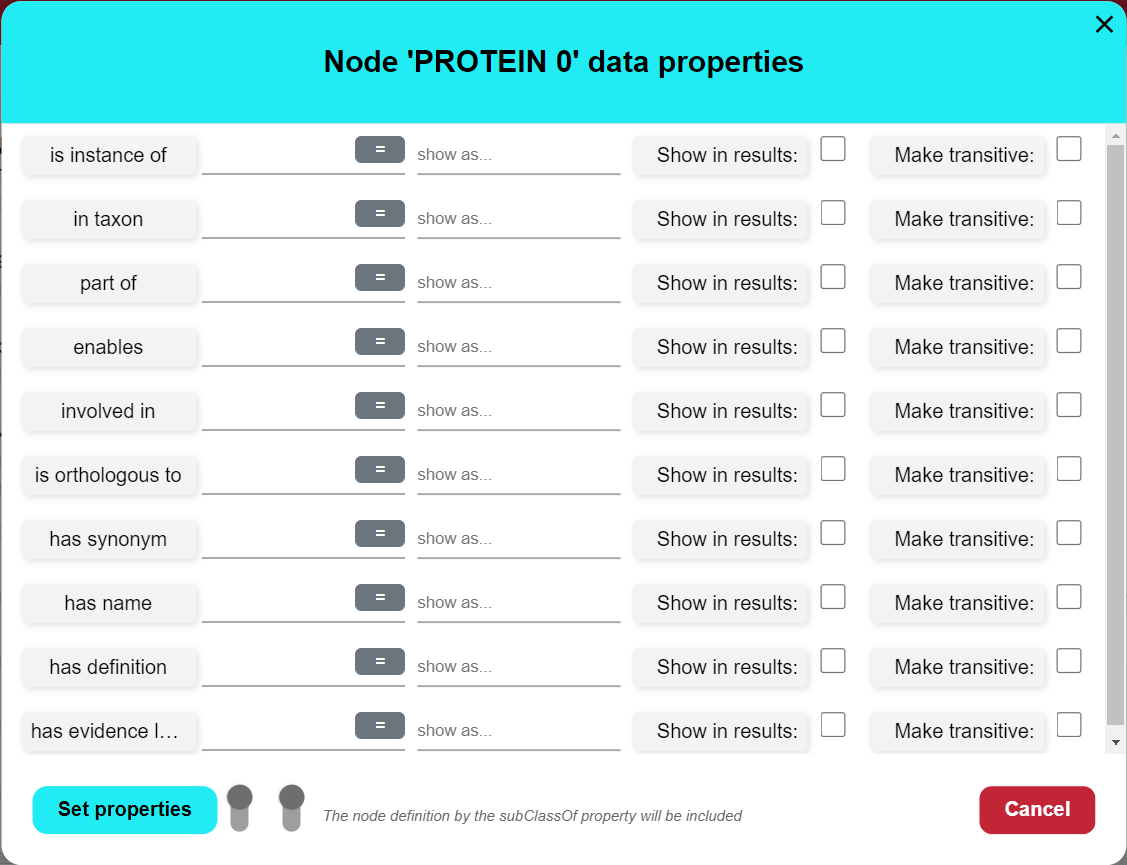 Node 'PROTEIN 0' data properties
is instance of = show as... Show in results: Make transitive:
in taxon = show as... Show in results: Make transitive:
part of = show as... Show in results: Make transitive:
enables = show as... Show in results: Make transitive:
involved in = show as... Show in results: Make transitive:
is orthologous to = show as... Show in results: Make transitive:
has synonym = show as... Show in results: Make transitive:
has name = show as... Show in results: Make transitive:
has definition = show as... Show in results: Make transitive:
has evidence l... = show as... Show in results: Make transitive:
Set properties The node definition by the subClassOf property will be included Cancel